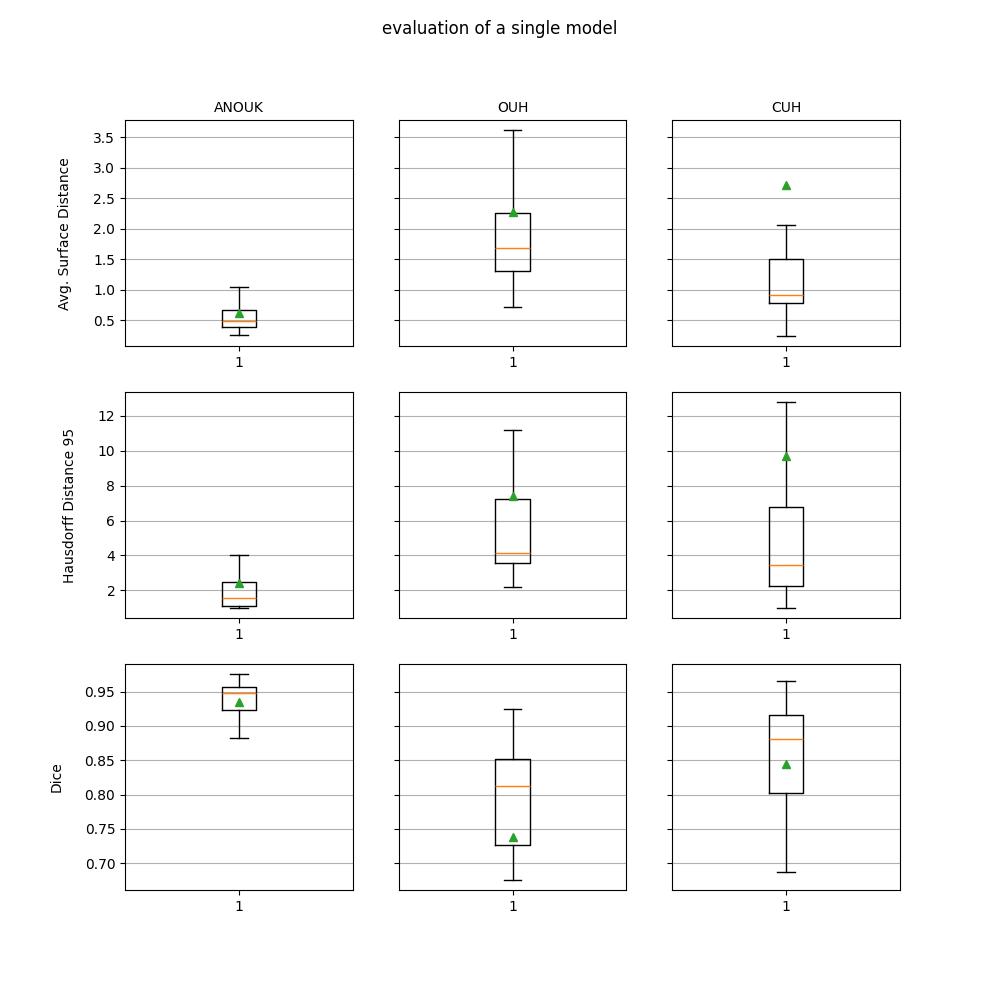 evaluation of a single model
ANOUK OUH CUH
Avg. Surface Distance
3.5
3.0
2.5
2.0
1.5
1.0
0.5
1 1 1
Hausdorff Distance 95
12
10
8
6
4
2
1 1 1
Dice
0.95
0.90
0.85
0.80
0.75
0.70
1 1 1